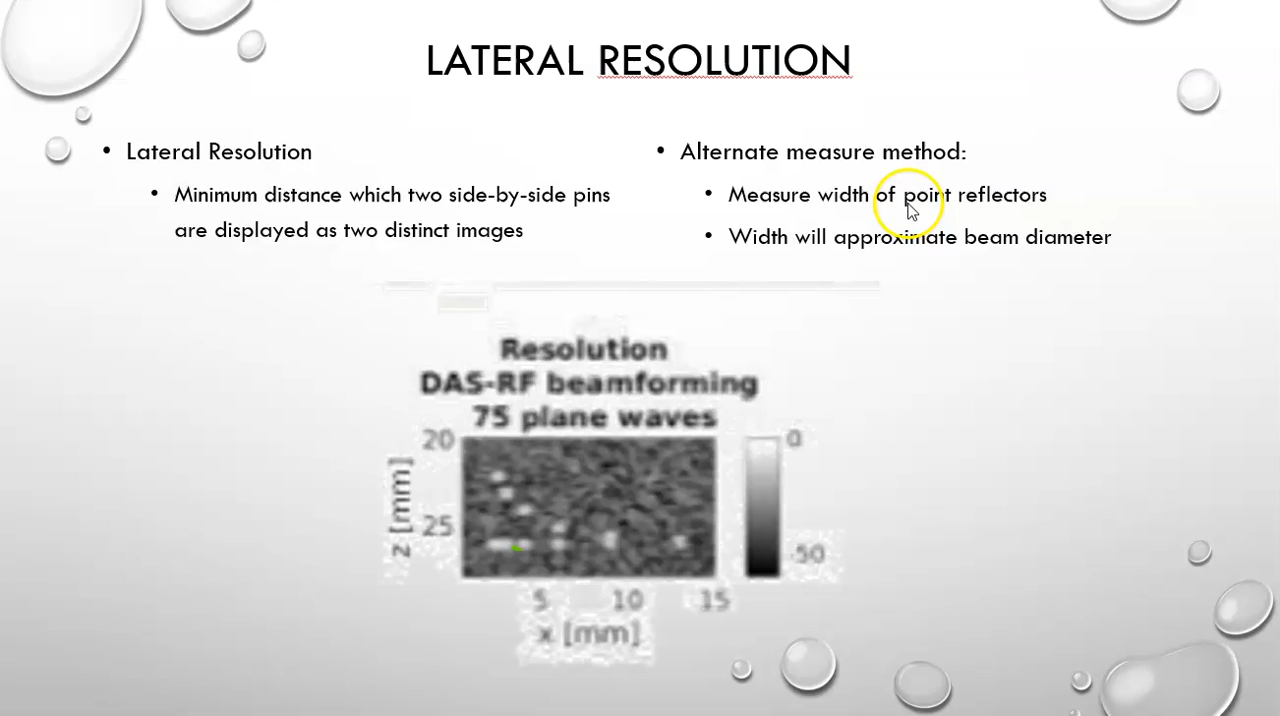 LATERAL RESOLUTION
Lateral Resolution
Minimum distance which two side-by-side pins
are displayed as two distinct images
Alternate measure method:
Measure width of point reflectors
Width will approximate beam diameter
Resolution
DAS-RF beamforming
75 plane waves
20
25
z [mm]
5 10 15
x [mm]
0
-50